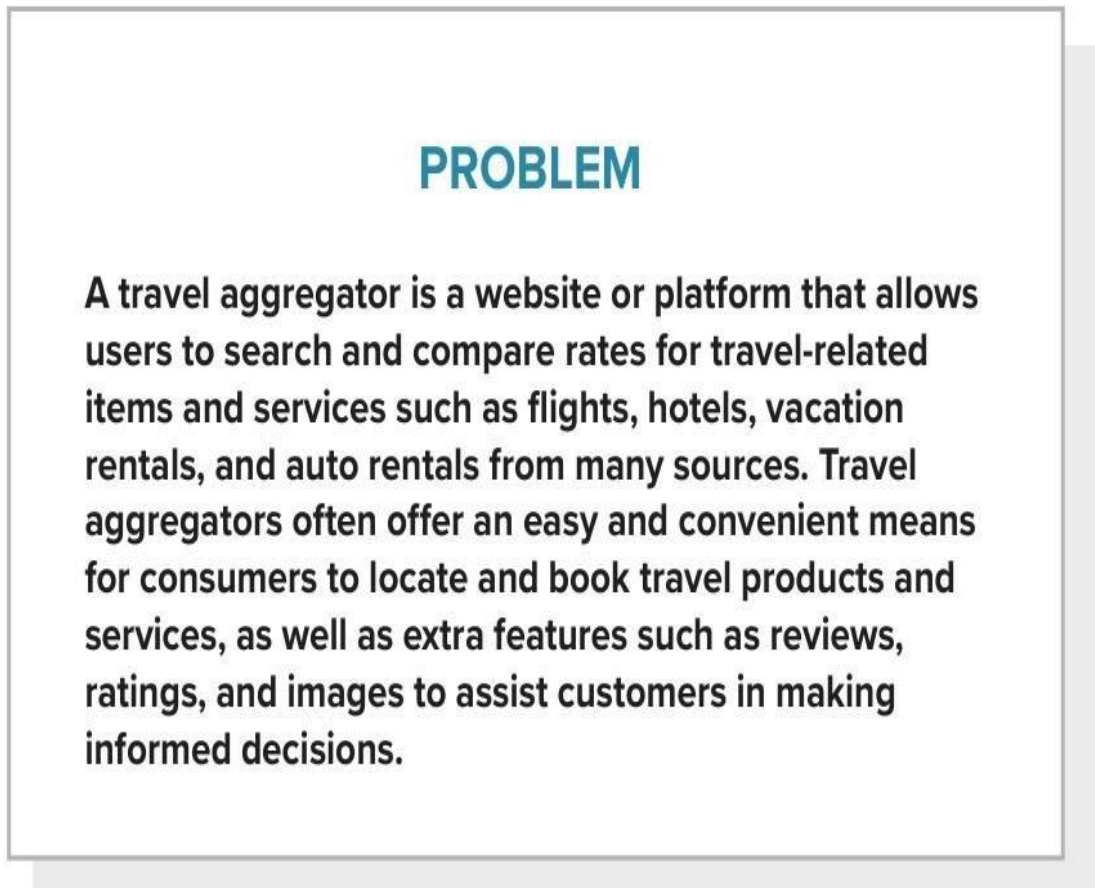 PROBLEM
A travel aggregator is a website or platform that allows
users to search and compare rates for travel-related
items and services such as flights, hotels, vacation
rentals, and auto rentals from many sources. Travel
aggregators often offer an easy and convenient means
for consumers to locate and book travel products and
services, as well as extra features such as reviews,
ratings, and images to assist customers in making
informed decisions.